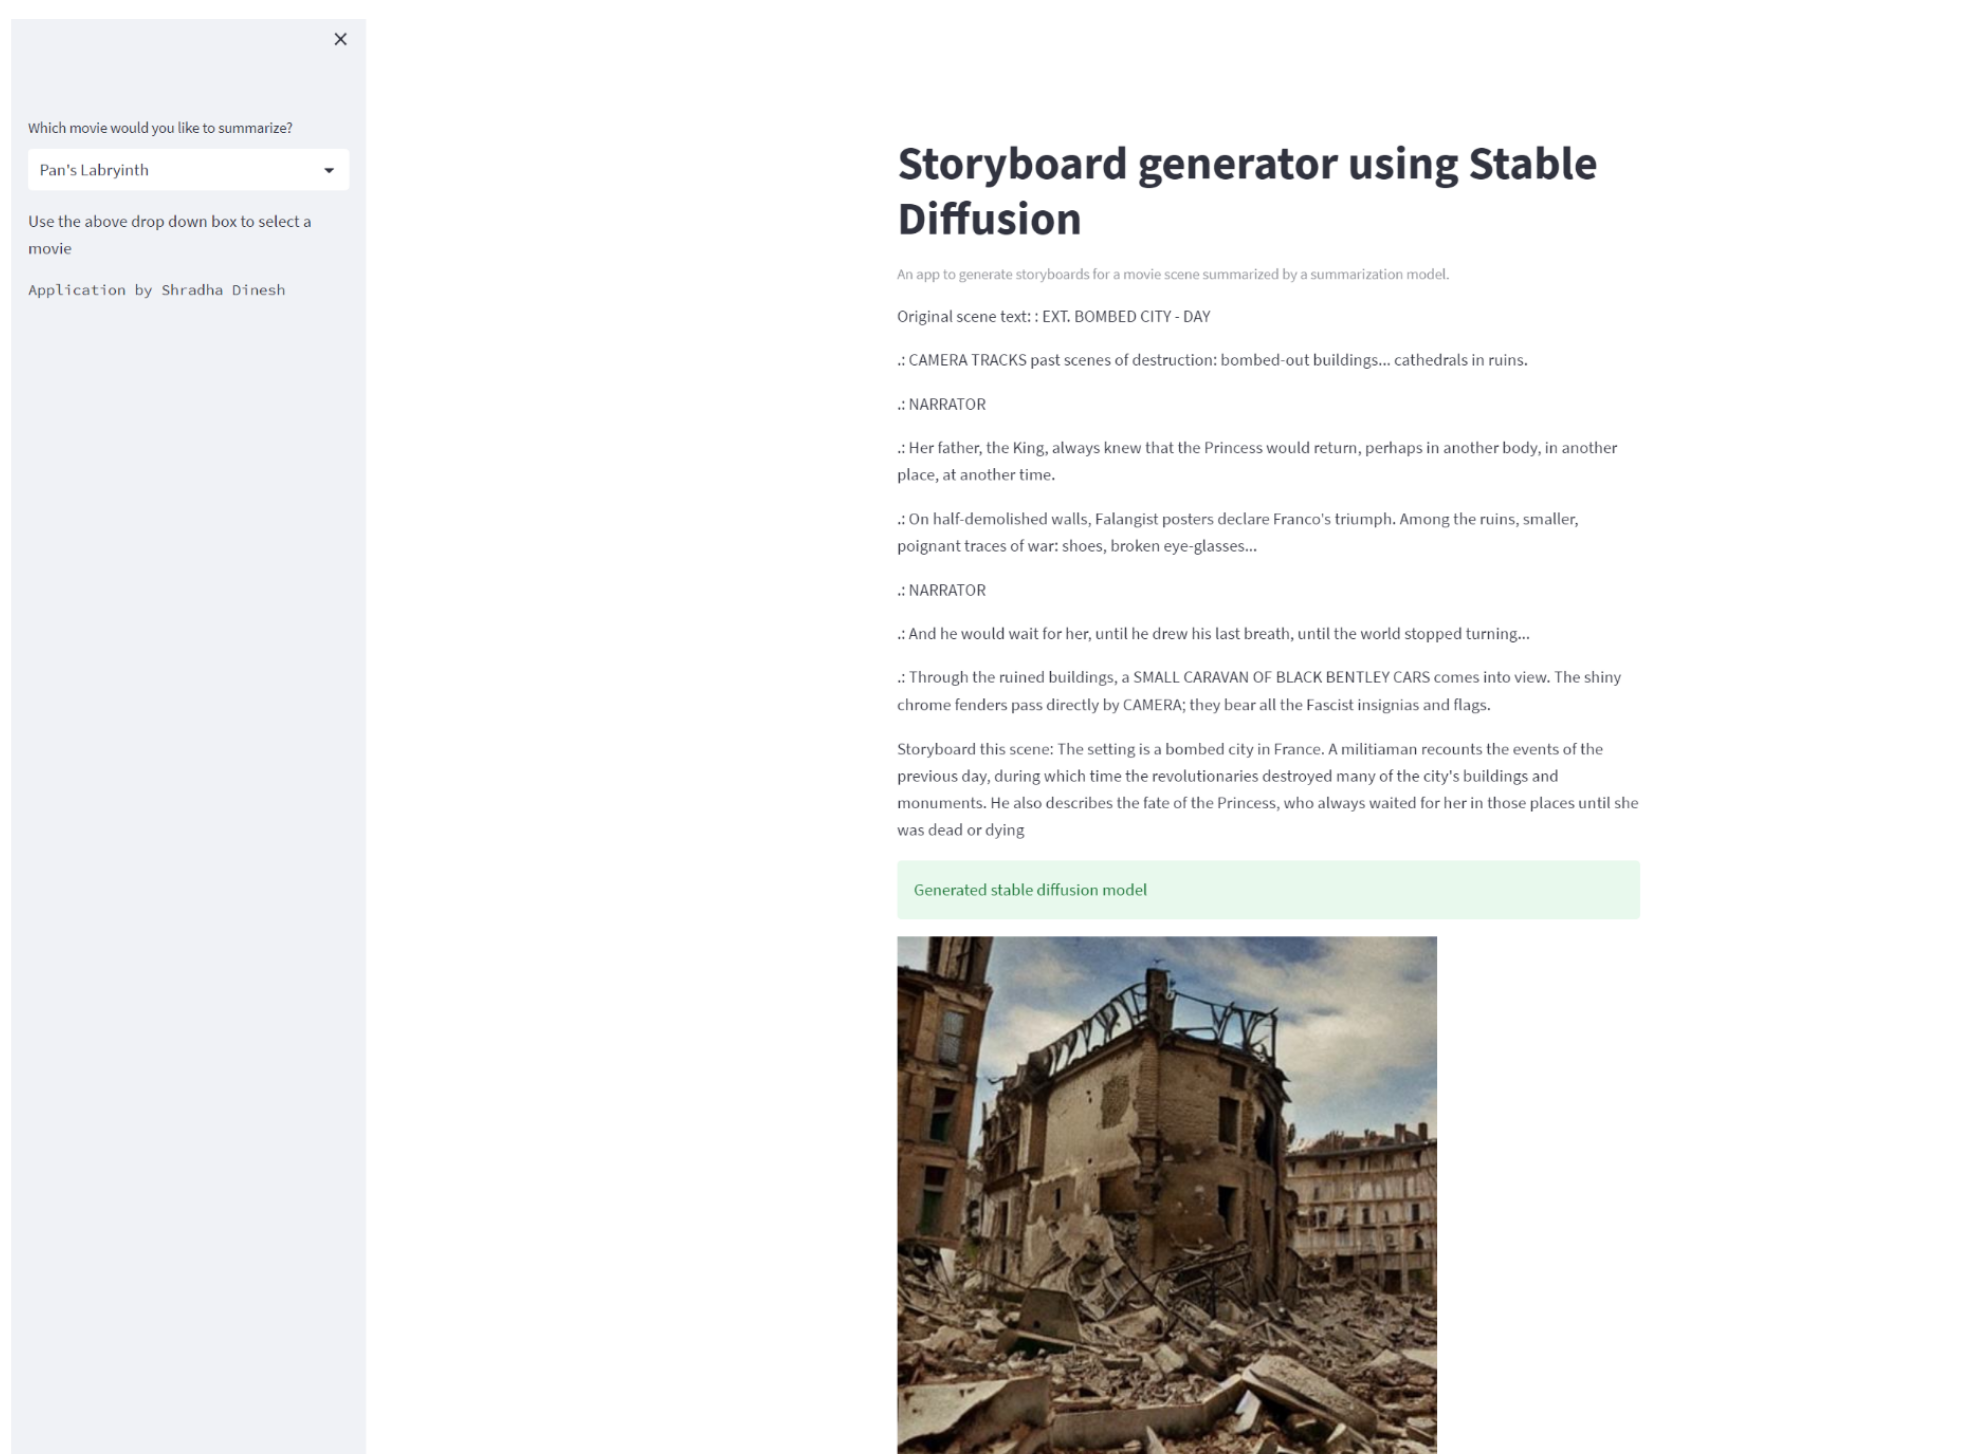 Which movie would you like to summarize?
Pan's Labryinth
Use the above drop down box to select a
movie
Application by Shradha Dinesh
Storyboard generator using Stable
Diffusion
An app to generate storyboards for a movie scene summarized by a summarization model.
Original scene text: : EXT. BOMBED CITY - DAY
.: CAMERA TRACKS past scenes of destruction: bombed-out buildings... cathedrals in ruins.
.: NARRATOR
.: Her father, the King, always knew that the Princess would return, perhaps in another body, in another
place, at another time.
.: On half-demolished walls, Falangist posters declare Franco's triumph. Among the ruins, smaller,
poignant traces of war: shoes, broken eye-glasses...
.: NARRATOR
.: And he would wait for her, until he drew his last breath, until the world stopped turning...
.: Through the ruined buildings, a SMALL CARAVAN OF BLACK BENTLEY CARS comes into view. The shiny
chrome fenders pass directly by CAMERA; they bear all the Fascist insignias and flags.
Storyboard this scene: The setting is a bombed city in France. A militiaman recounts the events of the
previous day, during which time the revolutionaries destroyed many of the city's buildings and
monuments. He also describes the fate of the Princess, who always waited for her in those places until she
was dead or dying
Generated stable diffusion model